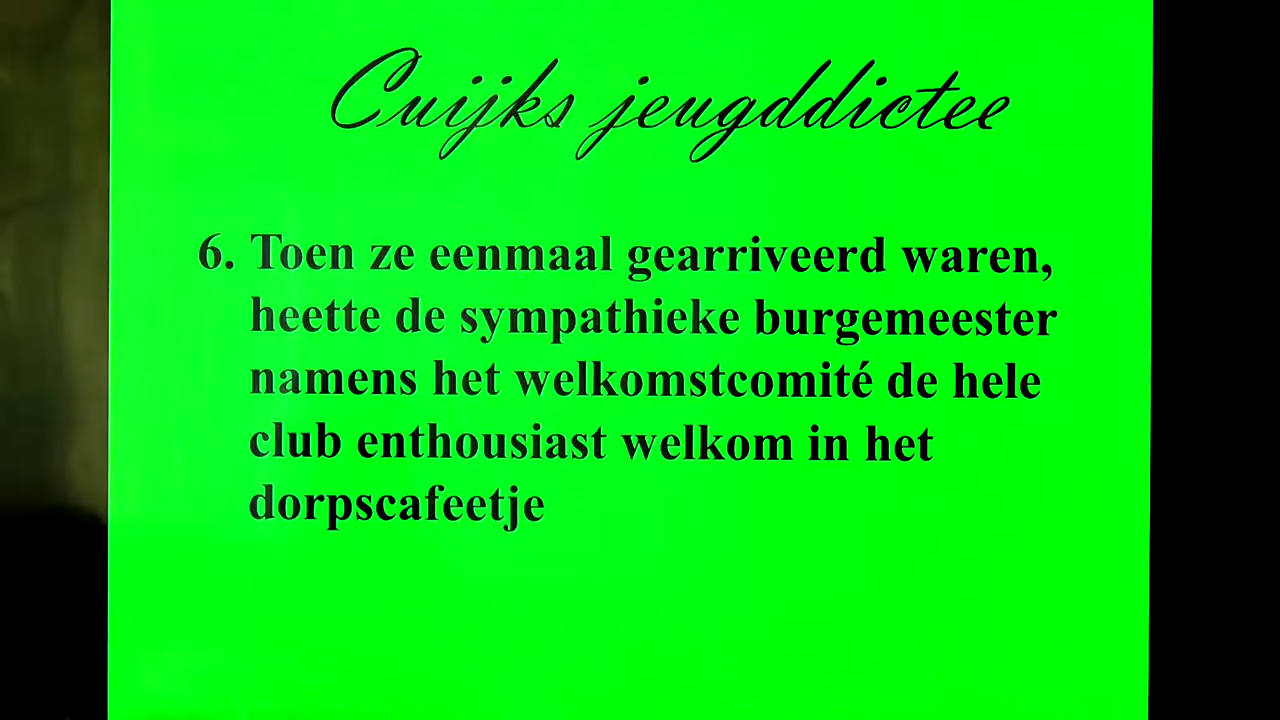 Cuijks jeugddictee
6. Toen ze eenmaal gearriveerd waren,
heette de sympathieke burgemeester
namens het welkomstcomité de hele
club enthousiast welkom in het
dorpscafeetje